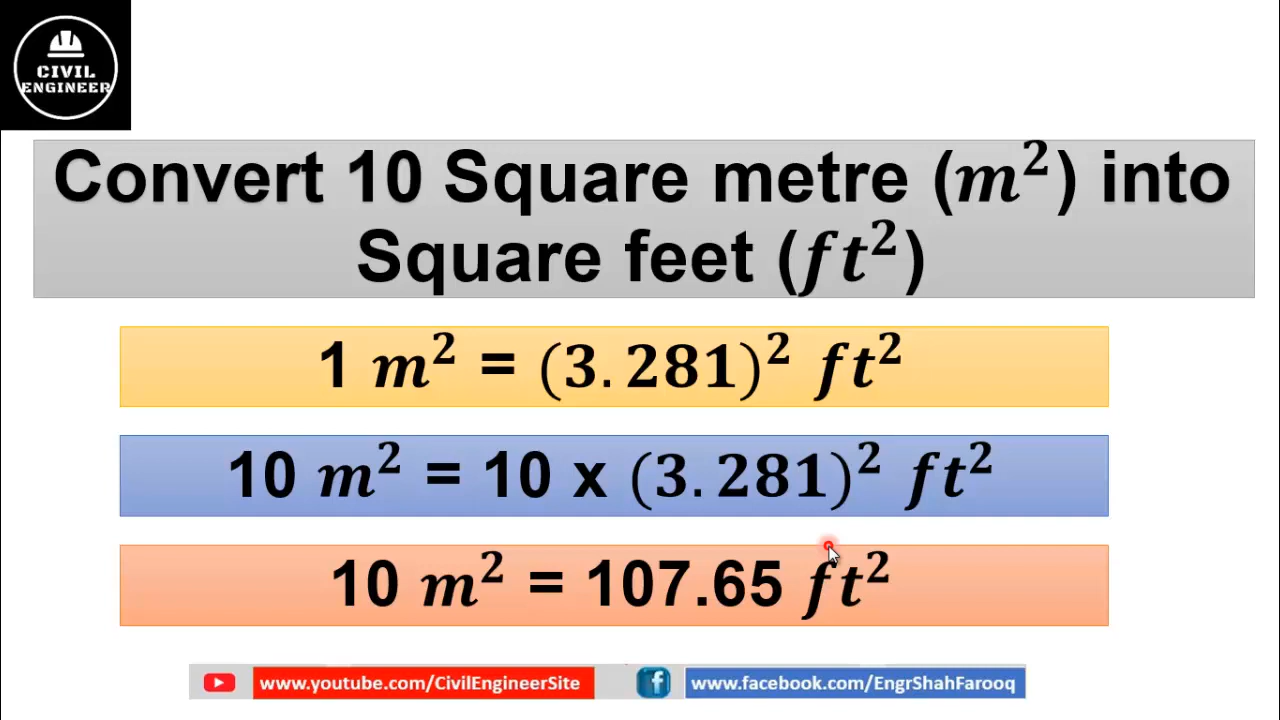 CIVIL
ENGINEER
Convert 10 Square metre (m²) into
Square feet (ft²)
1 m² = (3.281)² ft²
10 m² = 10 x (3.281)² ft²
10 m² = 107.65 ft²
www.youtube.com/CivilEngineerSite
f www.facebook.com/EngrShahFarooq